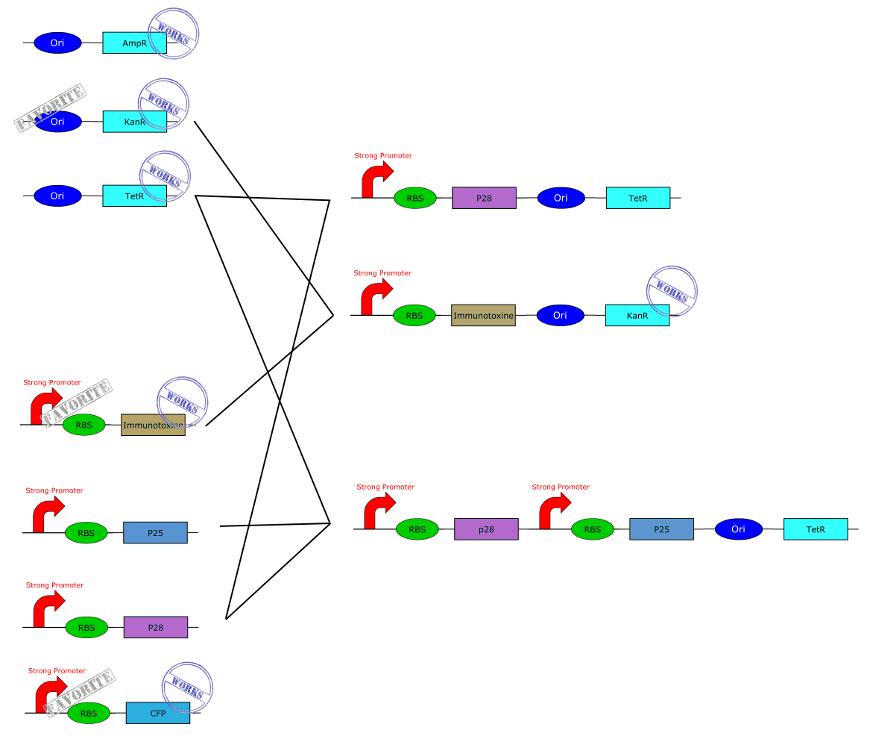 Ori AmpR WORKS
FAVORITE Ori KanR WORKS
Ori TetR WORKS
Strong Promoter
RBS P28 Ori TetR
Strong Promoter
RBS Immunotoxine Ori KanR WORKS
Strong Promoter
FAVORITE RBS Immunotoxine WORKS
Strong Promoter
RBS P25
Strong Promoter Strong Promoter
RBS p28 RBS P25 Ori TetR
Strong Promoter
RBS P28
Strong Promoter
FAVORITE RBS CFP WORKS